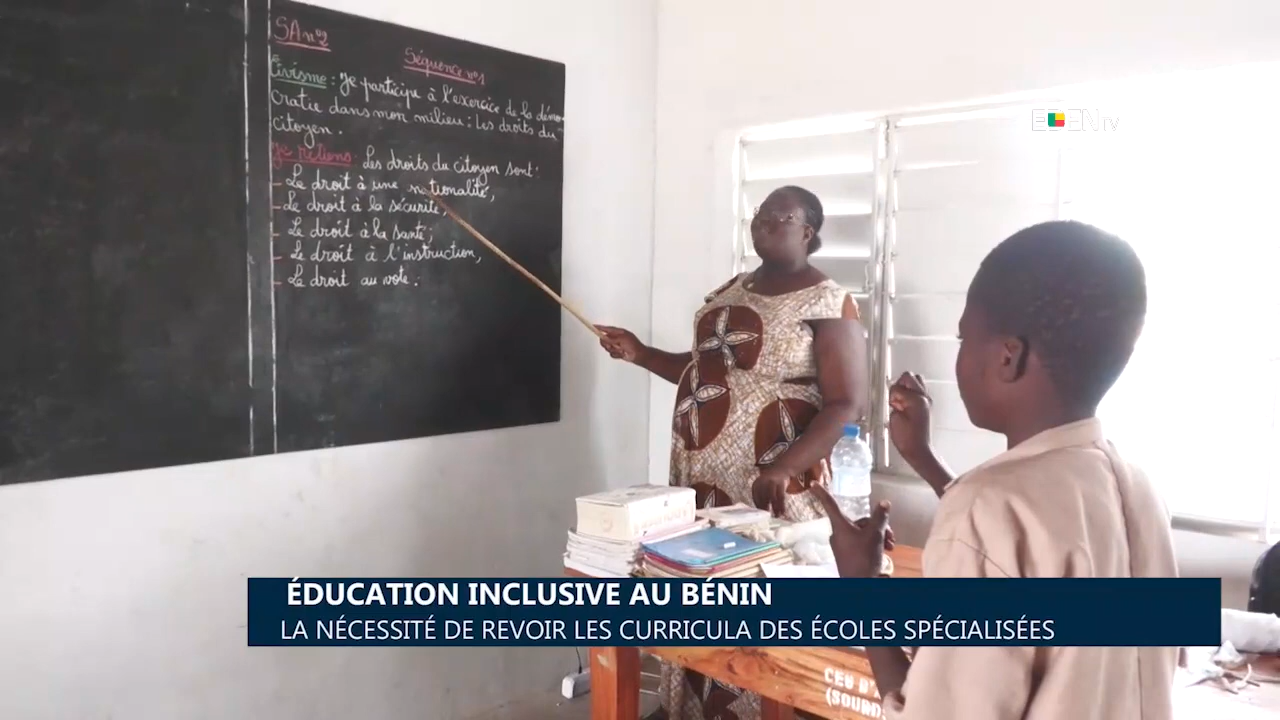 SA n°2
Séquence n°1
Civisme : Je participe à l'exercice de la démo-
cratie dans mon milieu : Les droits du
citoyen.
Je retiens. Les droits du citoyen sont :
- Le droit à une nationalité,
- Le droit à la sécurité,
- Le droit à la santé;
- Le droit à l'instruction,
- Le droit au vote.
EDEN TV
ÉDUCATION INCLUSIVE AU BÉNIN
LA NÉCESSITÉ DE REVOIR LES CURRICULA DES ÉCOLES SPÉCIALISÉES
(SOURDS